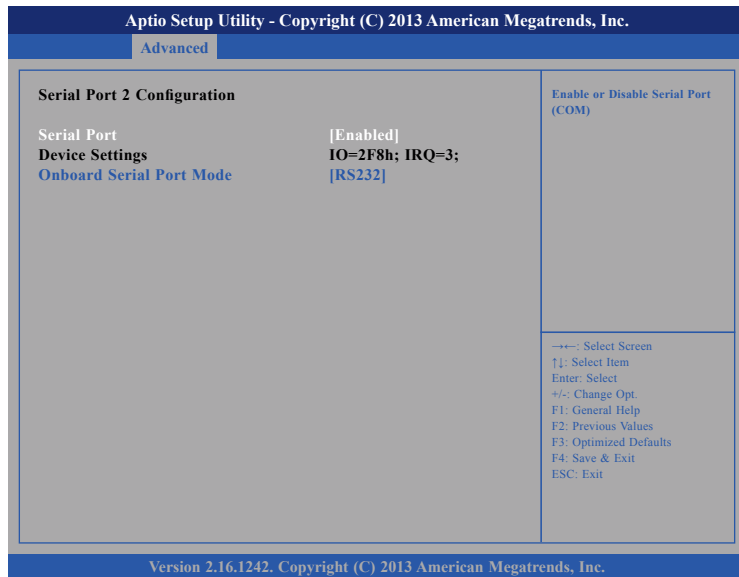 Aptio Setup Utility - Copyright (C) 2013 American Megatrends, Inc.
Advanced
Serial Port 2 Configuration
Serial Port [Enabled]
Device Settings IO=2F8h; IRQ=3;
Onboard Serial Port Mode [RS232]
Enable or Disable Serial Port
(COM)
→←: Select Screen
↑↓: Select Item
Enter: Select
+/-: Change Opt.
F1: General Help
F2: Previous Values
F3: Optimized Defaults
F4: Save & Exit
ESC: Exit
Version 2.16.1242. Copyright (C) 2013 American Megatrends, Inc.